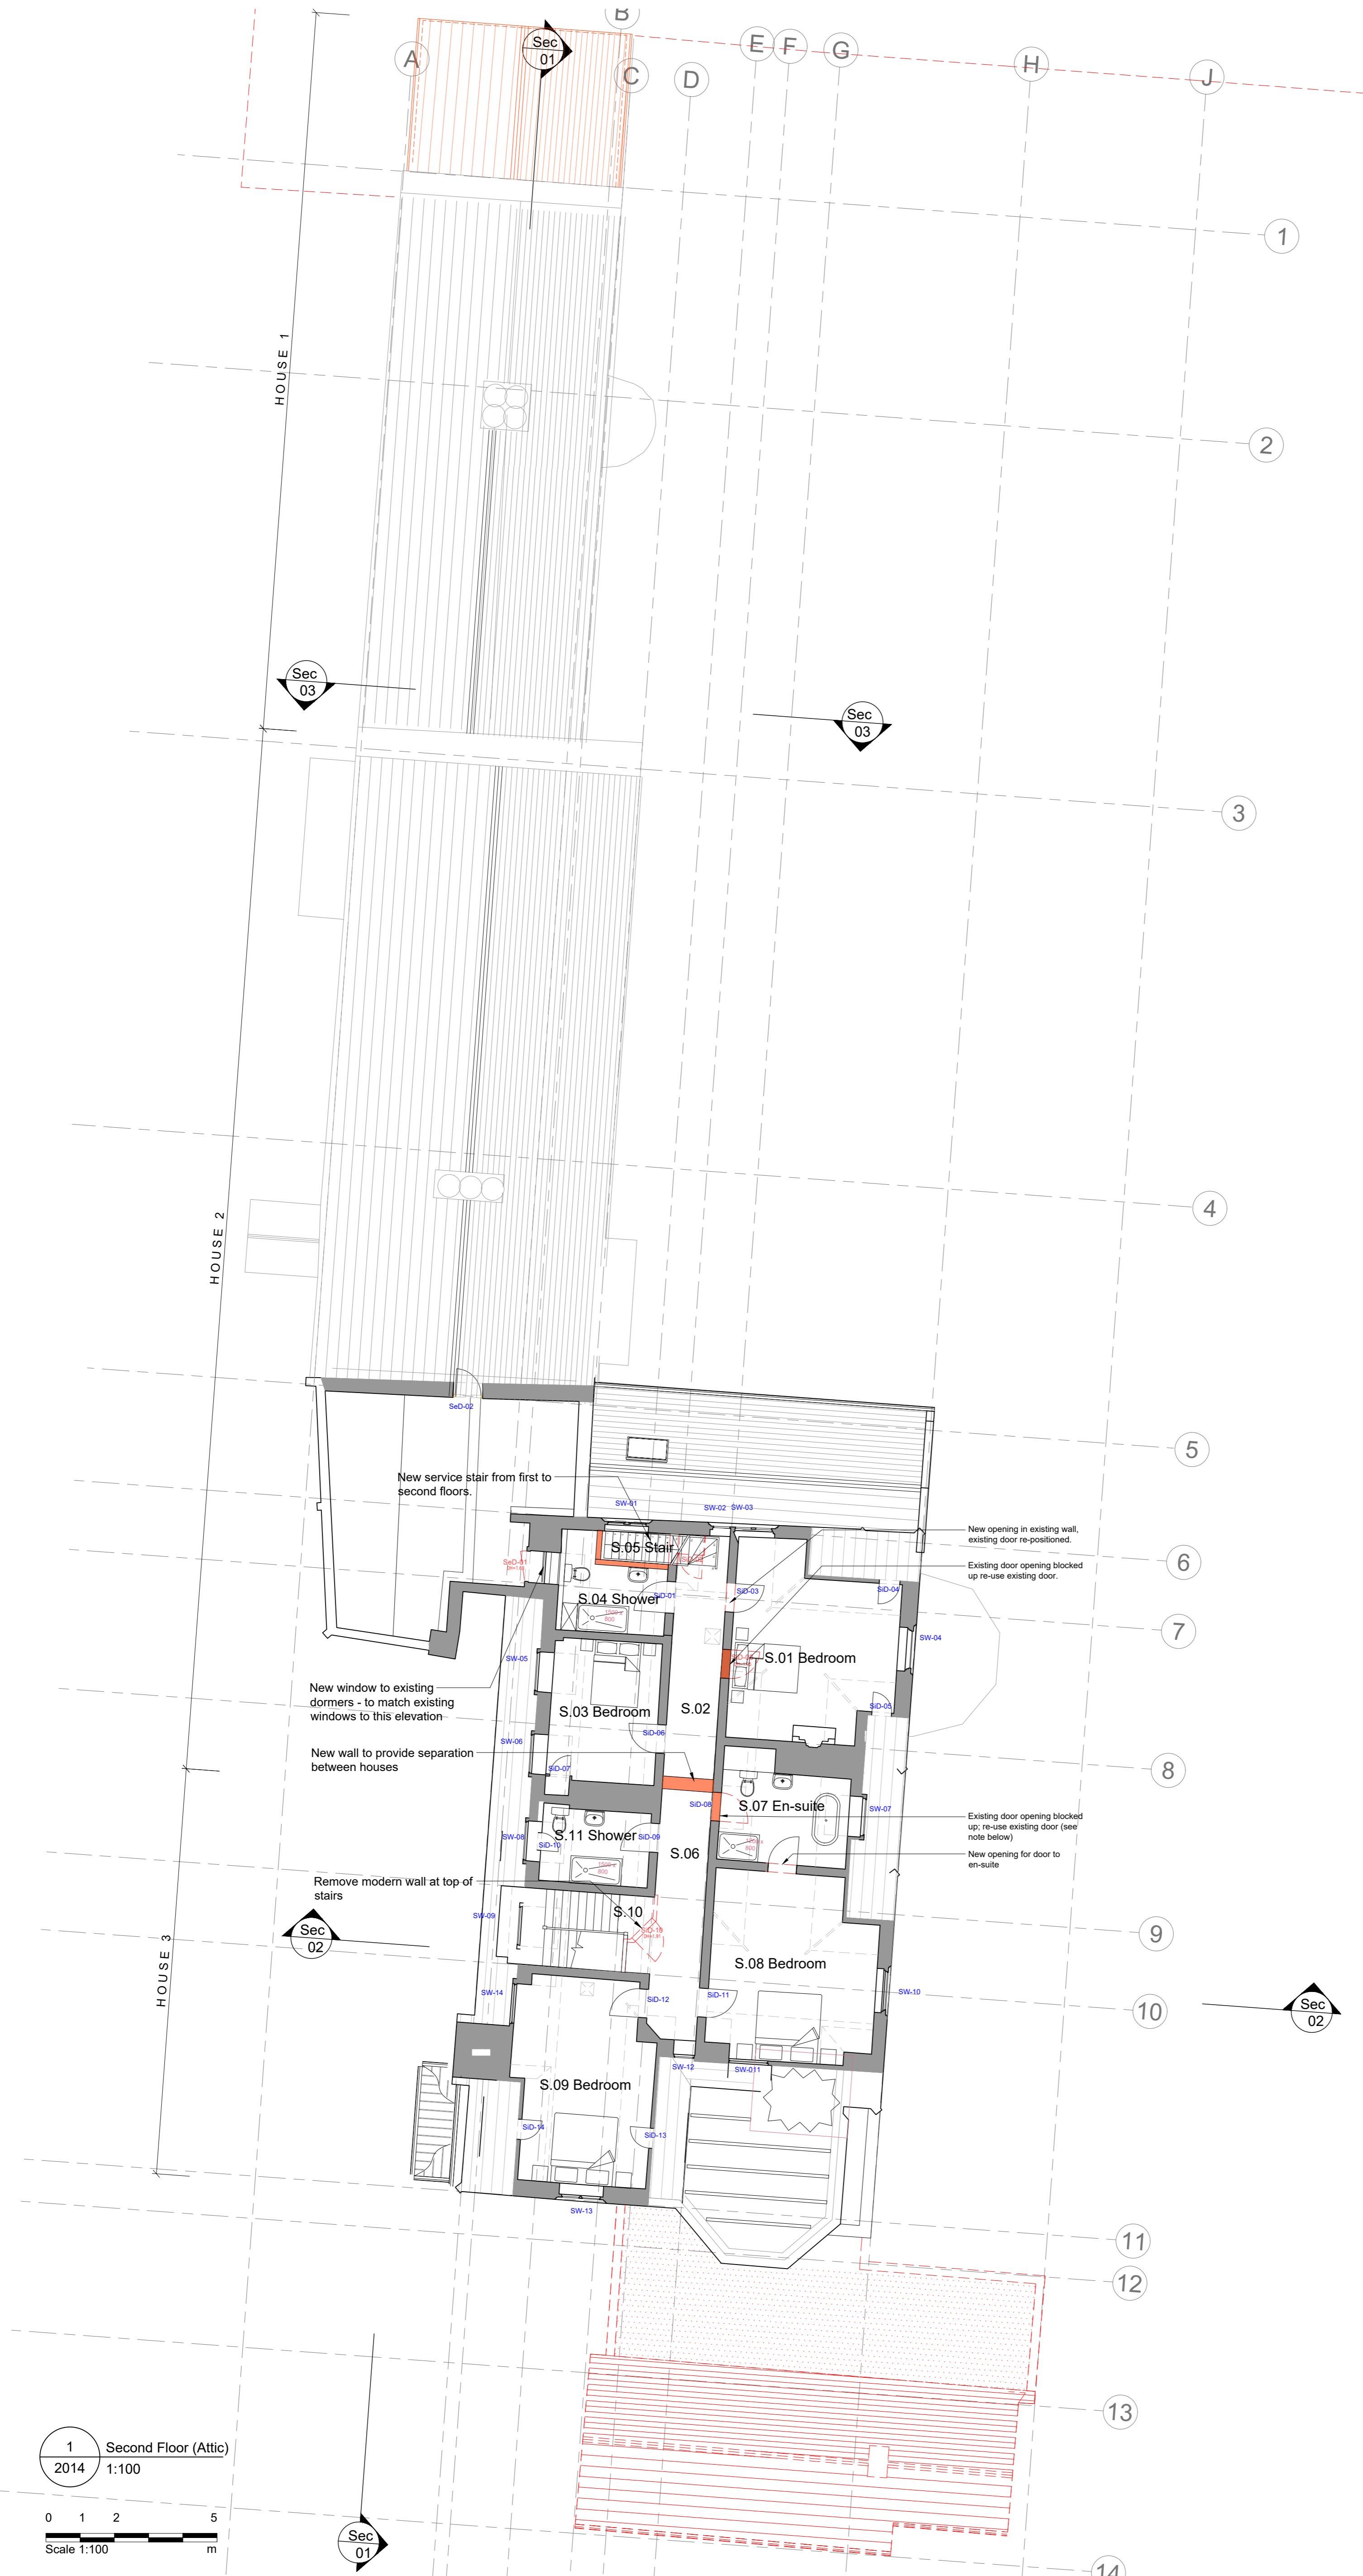 B
Sec
01
A
C
D
E
F
G
H
J
1
HOUSE 1
2
Sec
03
Sec
03
3
4
HOUSE 2
SeD-02
5
New service stair from first to
second floors.
SW-01
SW-02
SW-03
New opening in existing wall,
existing door re-positioned.
S.05 Stair
6
SeD-01
Existing door opening blocked
up re-use existing door.
S.04 Shower
SiD-01
SiD-03
SiD-04
7
SW-04
SW-05
S.01 Bedroom
New window to existing
dormers - to match existing
windows to this elevation
S.03 Bedroom
S.02
SiD-05
SiD-06
SW-06
New wall to provide separation
between houses
SiD-07
8
SiD-08
S.07 En-suite
SW-07
Existing door opening blocked
up; re-use existing door (see
note below)
SW-08
SiD-10
S.11 Shower
SiD-09
S.06
New opening for door to
en-suite
Remove modern wall at top of
stairs
S.10
SW-09
9
Sec
02
HOUSE 3
S.08 Bedroom
SW-14
SiD-12
SiD-11
SW-10
10
Sec
02
SW-12
SW-011
S.09 Bedroom
SiD-14
SiD-13
SW-13
11
12
13
1
2014
Second Floor (Attic)
1:100
0 1 2 5
Scale 1:100 m
Sec
01
14